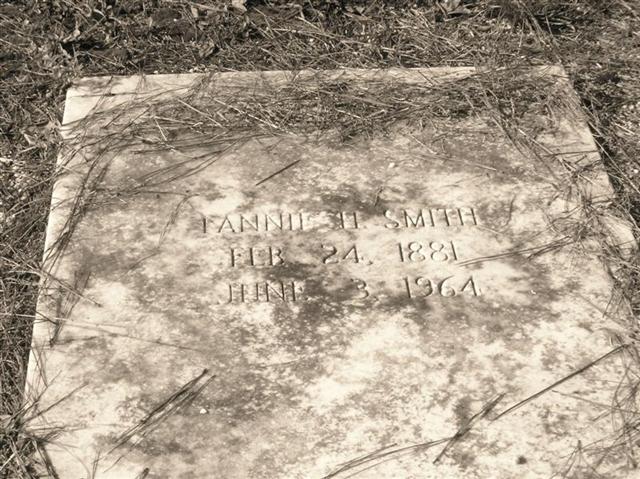 FANNIE H. SMITH
FEB. 24, 1881
JUNE 3, 1964